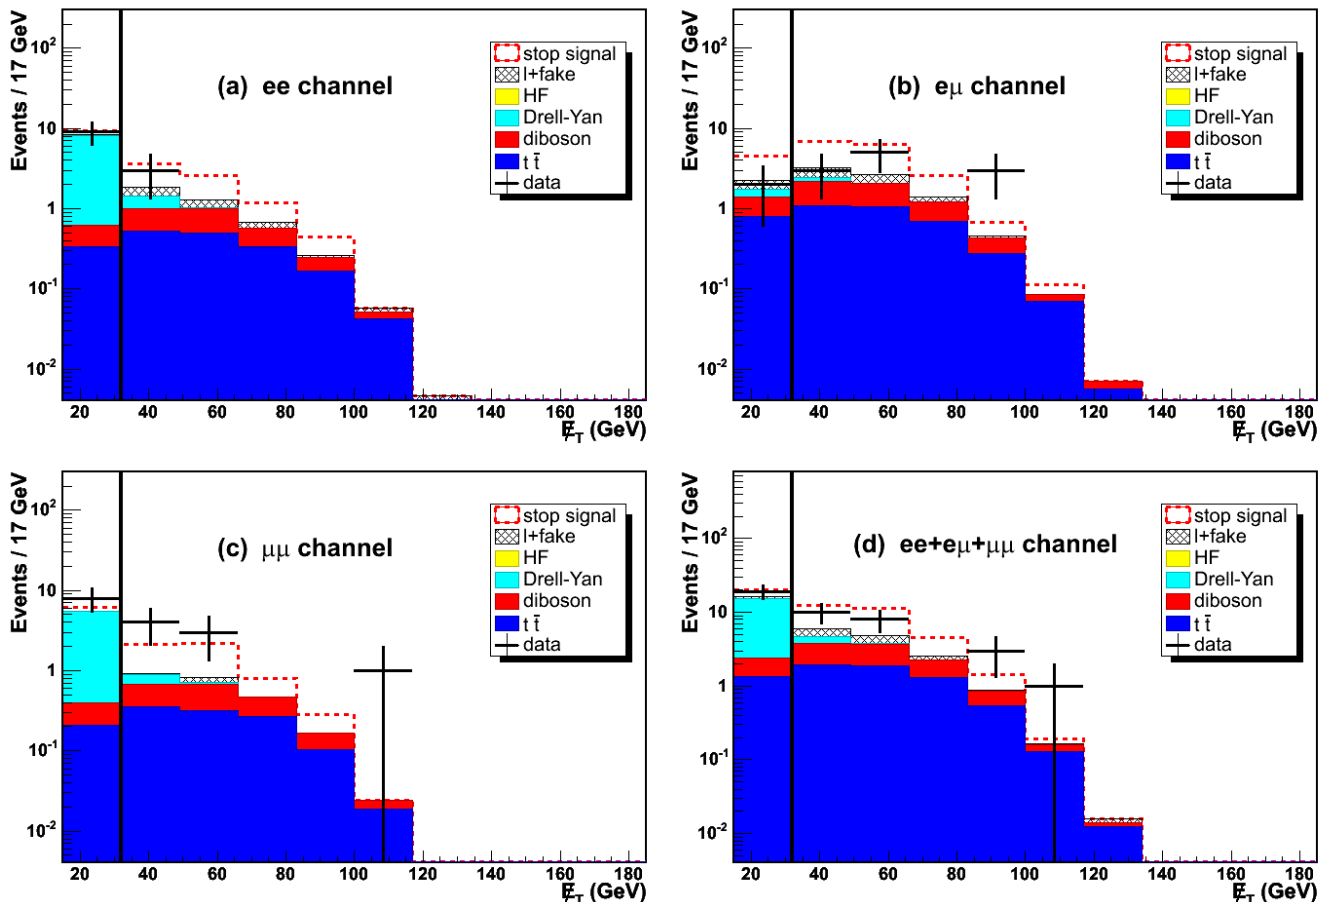 (a) ee channel
Events / 17 GeV
10²
10
1
10⁻¹
10⁻²
stop signal
l+fake
HF
Drell-Yan
diboson
t t̄
data
20 40 60 80 100 120 140 160 180
E̸_T (GeV)
(b) eμ channel
Events / 17 GeV
10²
10
1
10⁻¹
10⁻²
stop signal
l+fake
HF
Drell-Yan
diboson
t t̄
data
20 40 60 80 100 120 140 160 180
E̸_T (GeV)
(c) μμ channel
Events / 17 GeV
10²
10
1
10⁻¹
10⁻²
stop signal
l+fake
HF
Drell-Yan
diboson
t t̄
data
20 40 60 80 100 120 140 160 180
E̸_T (GeV)
(d) ee+eμ+μμ channel
Events / 17 GeV
10²
10
1
10⁻¹
10⁻²
stop signal
l+fake
HF
Drell-Yan
diboson
t t̄
data
20 40 60 80 100 120 140 160 180
E̸_T (GeV)